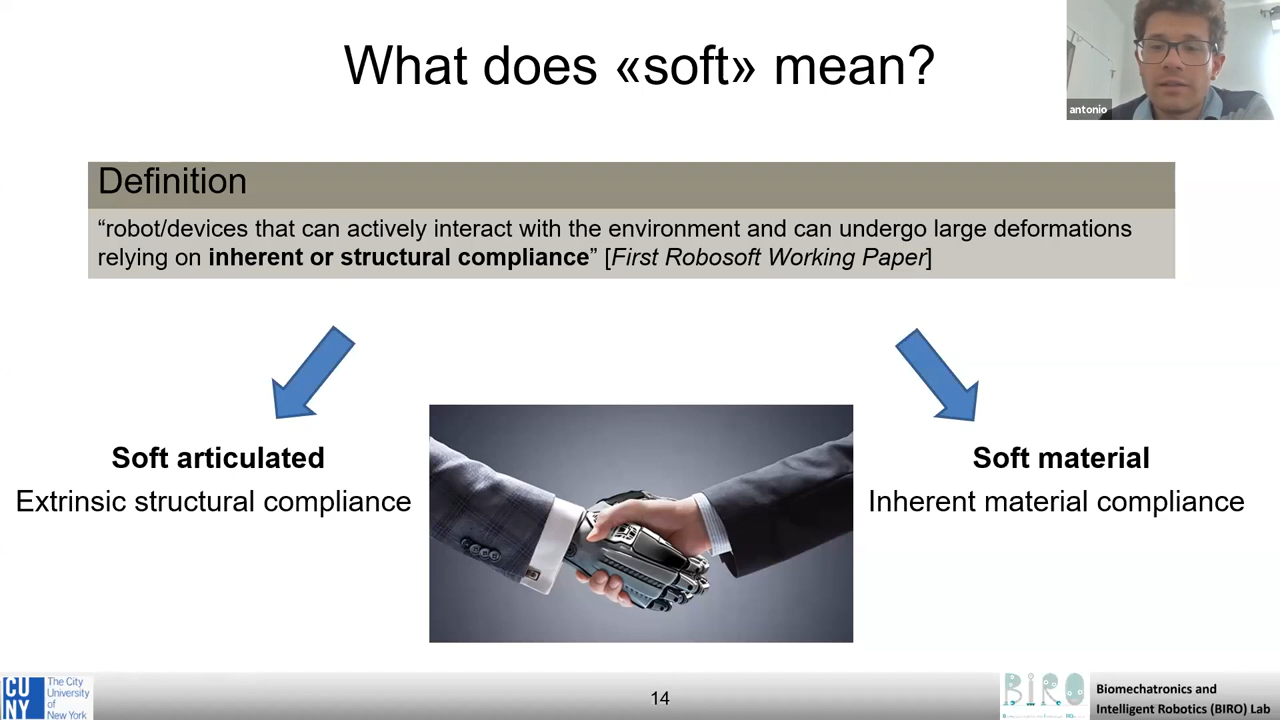 What does «soft» mean?
antonio
Definition
“robot/devices that can actively interact with the environment and can undergo large deformations
relying on inherent or structural compliance” [First Robosoft Working Paper]
Soft articulated
Extrinsic structural compliance
Soft material
Inherent material compliance
CU
NY
The City
University
of
New York
14
BiRO
Biomechatronics and
Intelligent Robotics (BIRO) Lab